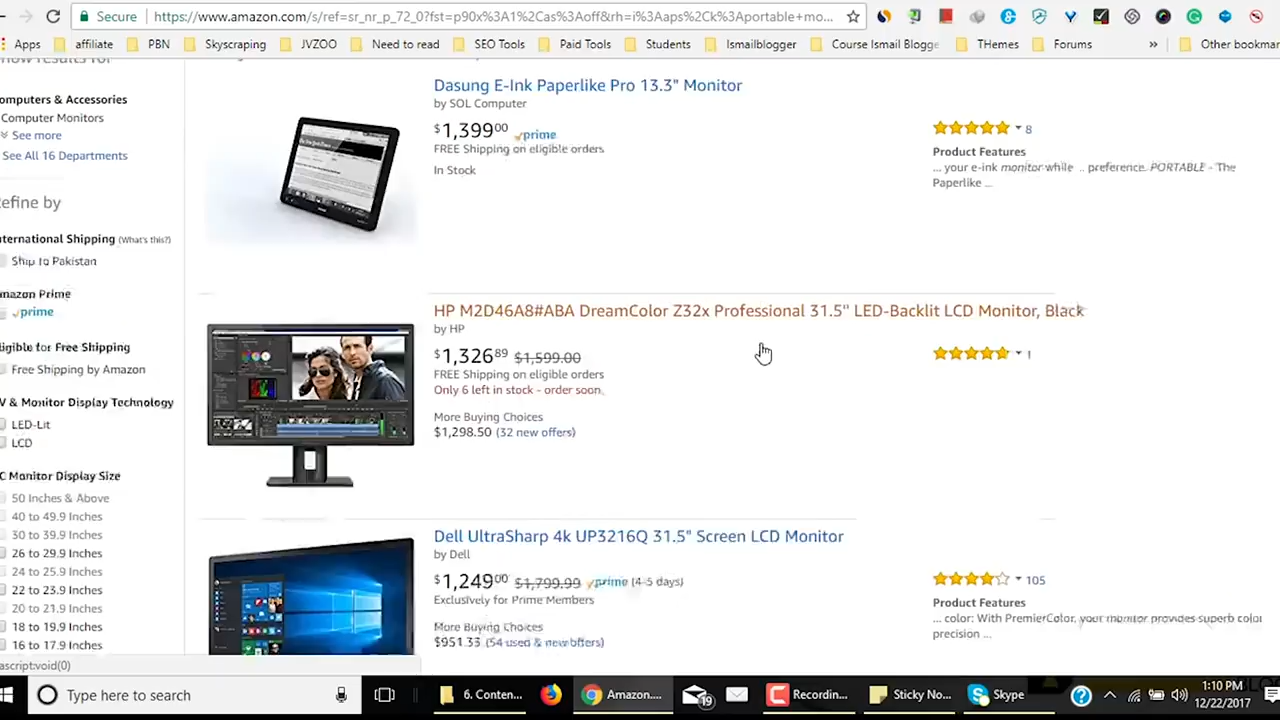 Secure https://www.amazon.com/s/ref=sr_nr_p_72_0?fst=p90x%3A1%2Cas%3Aoff&rh=i%3Aaps%2Ck%3Aportable+mo...
Apps affiliate PBN Skyscraping JVZOO Need to read SEO Tools Paid Tools Students Ismailblogger Course Ismail Blogge THemes Forums » Other bookmar
how results for
omputers & Accessories
Computer Monitors
See more
See All 16 Departments
Refine by
nternational Shipping (What's this?)
Ship to Pakistan
mazon Prime
prime
ligible for Free Shipping
Free Shipping by Amazon
V & Monitor Display Technology
LED-Lit
LCD
C Monitor Display Size
50 Inches & Above
40 to 49.9 Inches
30 to 39.9 Inches
26 to 29.9 Inches
24 to 25.9 Inches
22 to 23.9 Inches
20 to 21.9 Inches
18 to 19.9 Inches
16 to 17.9 Inches
ascript:void(0)
Dasung E-Ink Paperlike Pro 13.3" Monitor
by SOL Computer
$1,399 00 prime
FREE Shipping on eligible orders
In Stock
8
Product Features
... your e-ink monitor while .. preference. PORTABLE - The
Paperlike ...
HP M2D46A8#ABA DreamColor Z32x Professional 31.5" LED-Backlit LCD Monitor, Black
by HP
$1,326 89 $1,599.00
FREE Shipping on eligible orders
Only 6 left in stock - order soon.
More Buying Choices
$1,298.50 (32 new offers)
1
Dell UltraSharp 4k UP3216Q 31.5" Screen LCD Monitor
by Dell
$1,249 00 $1,799.99 prime (4-5 days)
Exclusively for Prime Members
More Buying Choices
$951.33 (54 used & new offers)
105
Product Features
... color: With PremierColor, your monitor provides superb color
precision ...
Type here to search
6. Conten...
Amazon....
19
Recordin...
Sticky No...
Skype
1:10 PM
12/22/2017